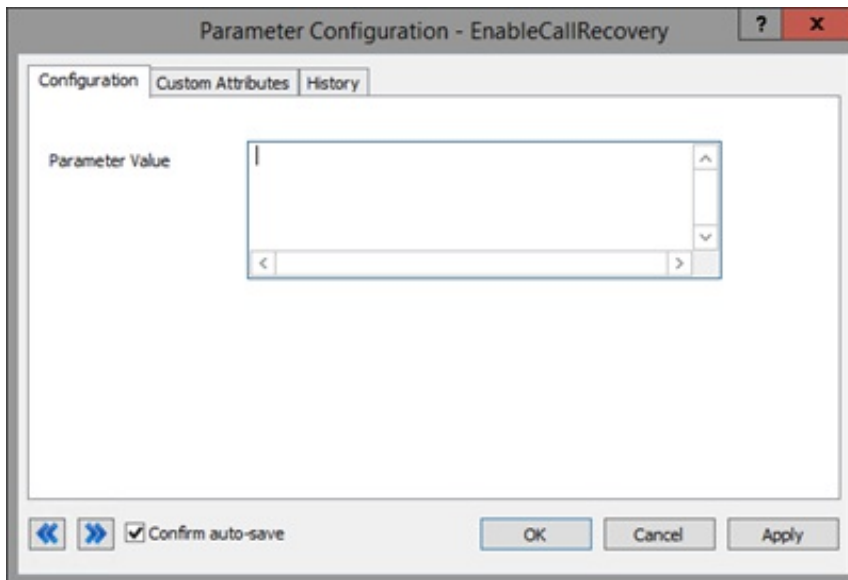 Parameter Configuration - EnableCallRecovery
? x
Configuration Custom Attributes History
Parameter Value
Confirm auto-save
OK Cancel Apply